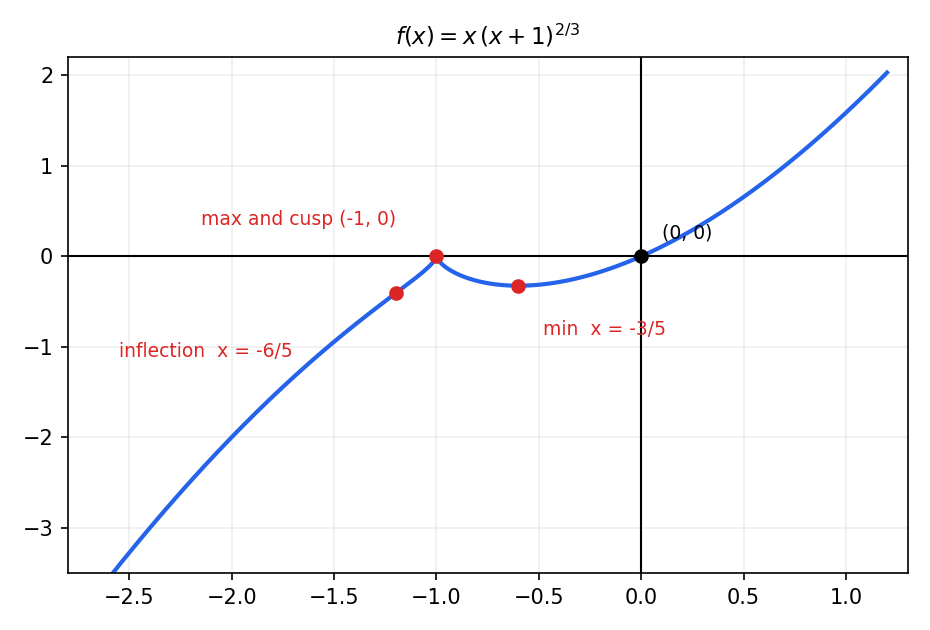 f(x) = x (x + 1)^{2/3}
2
1
0
−1
−2
−3
max and cusp (-1, 0)
(0, 0)
min  x = -3/5
inflection  x = -6/5
−2.5 −2.0 −1.5 −1.0 −0.5 0.0 0.5 1.0